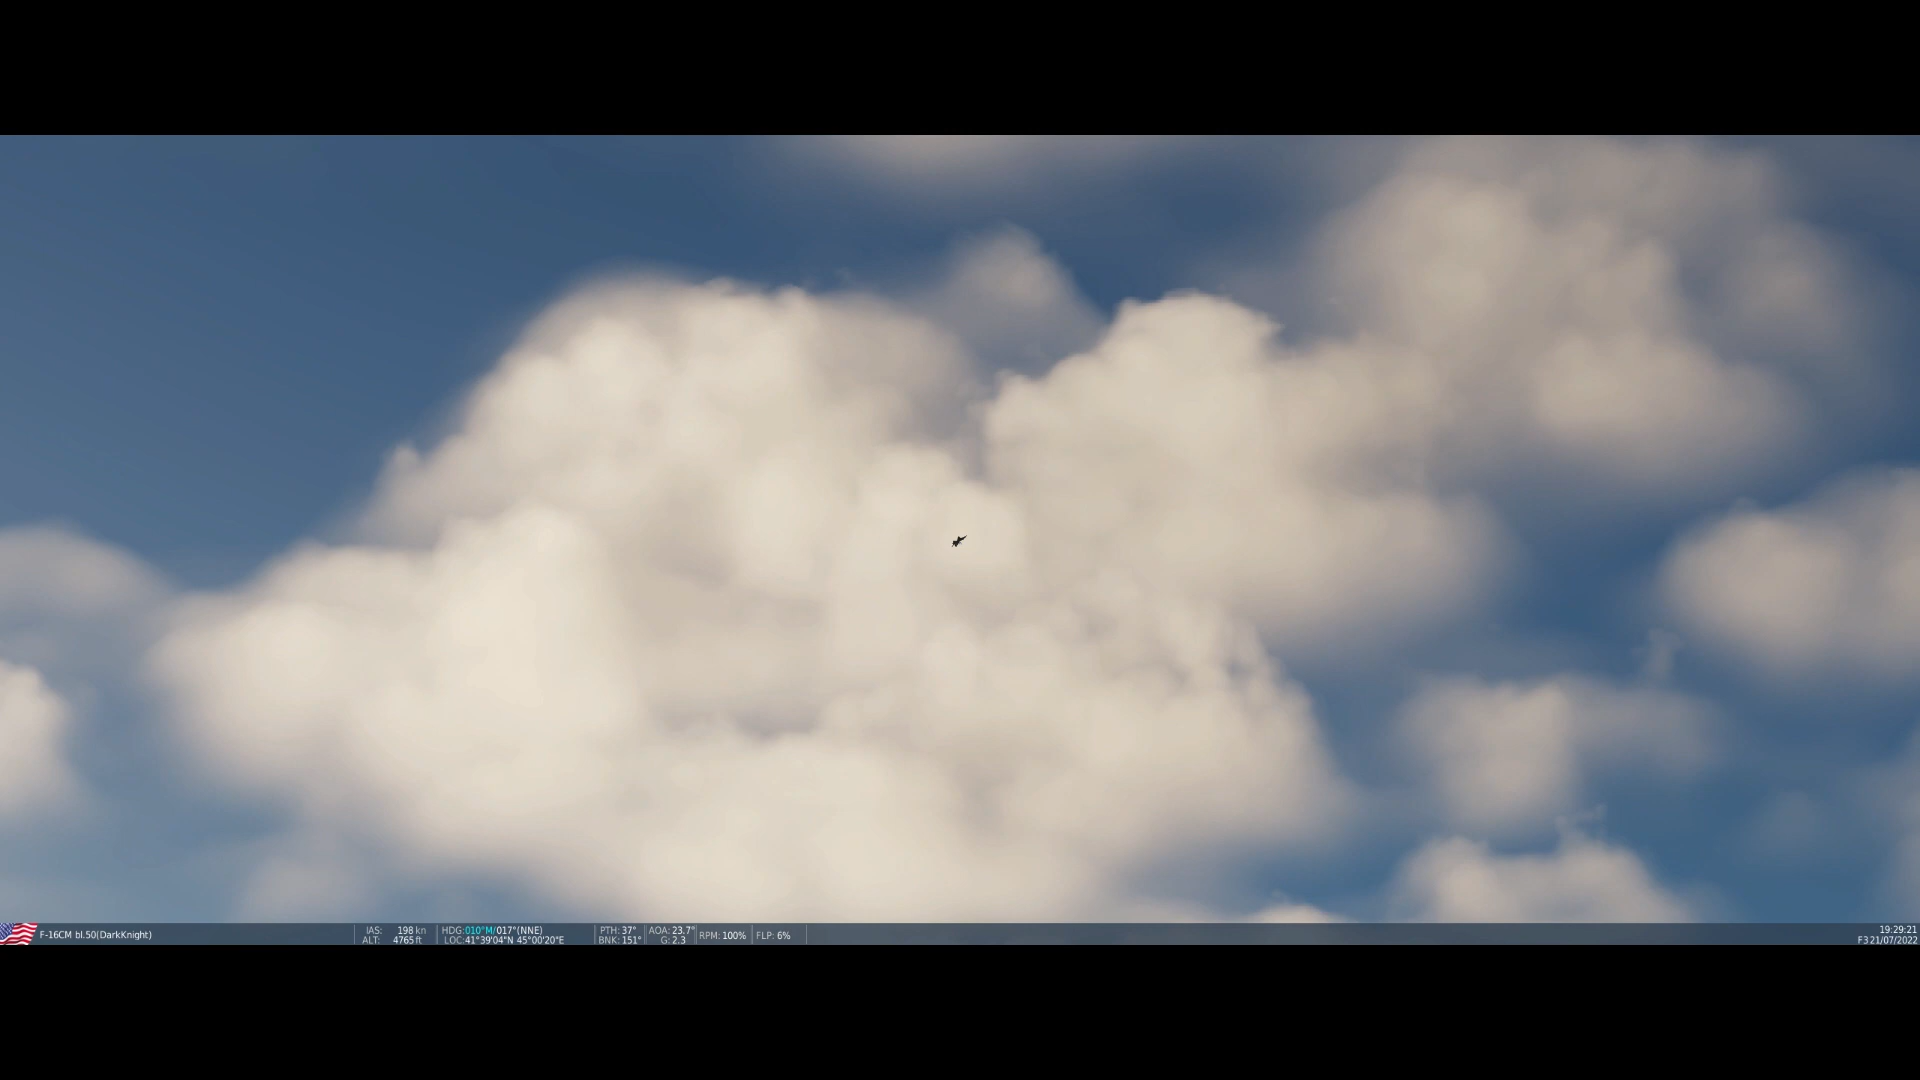 F-16CM bl.50(DarkKnight)
IAS: 198 kn
ALT: 4765 ft
HDG:010°M/017°(NNE)
LOC:41°39'04"N 45°00'20"E
PTH: 37°
BNK: 151°
AOA: 23.7°
G: 2.3
RPM: 100%
FLP: 6%
19:29:21
F3 21/07/2022